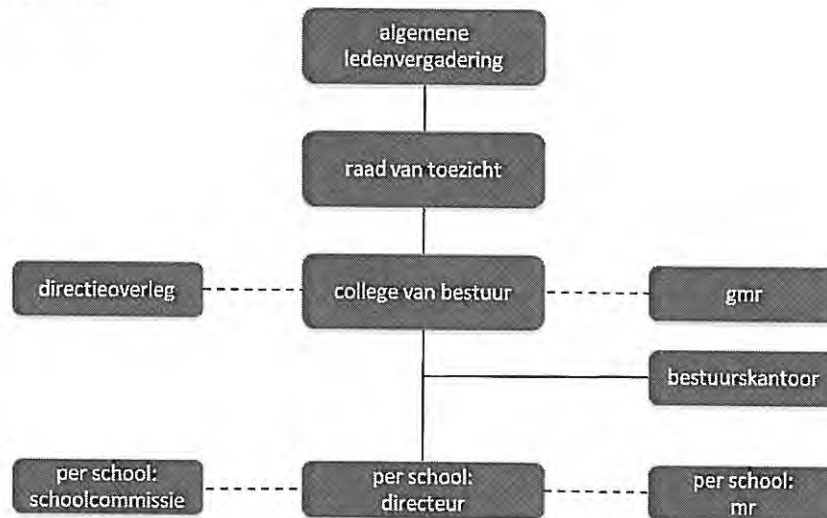 algemene
ledenvergadering
raad van toezicht
directieoverleg
college van bestuur
gmr
bestuurskantoor
per school:
schoolcommissie
per school:
directeur
per school:
mr